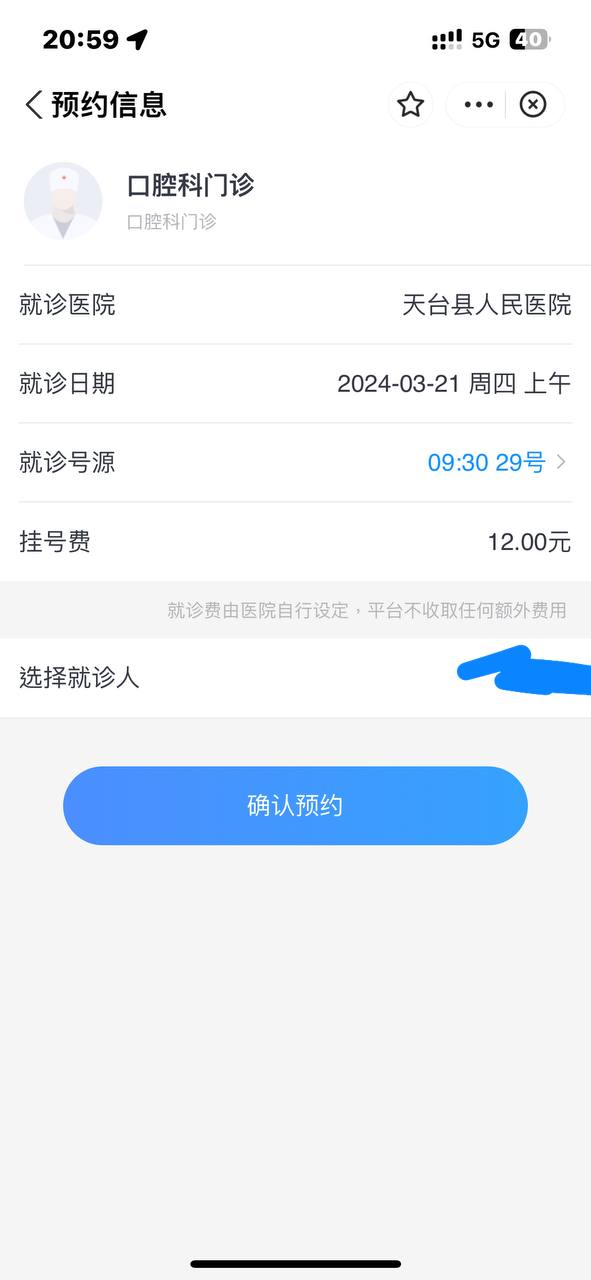 20:59 5G 40
预约信息
口腔科门诊
口腔科门诊
就诊医院 天台县人民医院
就诊日期 2024-03-21 周四 上午
就诊号源 09:30 29号
挂号费 12.00元
就诊费由医院自行设定，平台不收取任何额外费用
选择就诊人
确认预约